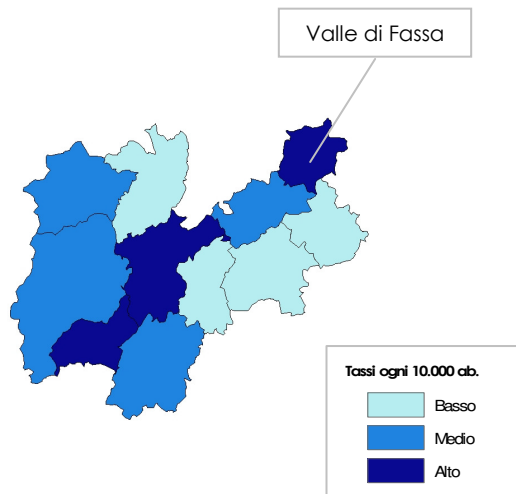 Valle di Fassa
Tassi ogni 10.000 ab.
Basso
Medio
Alto